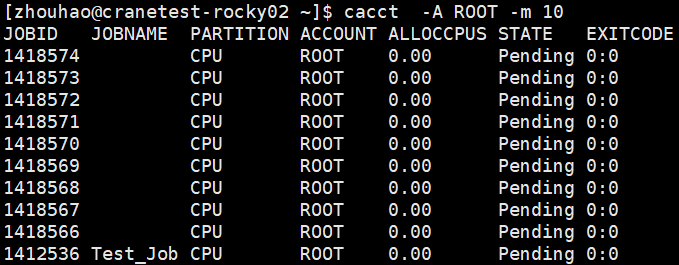 [zhouhao@cranetest-rocky02 ~]$ cacct  -A ROOT -m 10
JOBID   JOBNAME  PARTITION ACCOUNT ALLOCCPUS STATE   EXITCODE
1418574          CPU       ROOT    0.00      Pending 0:0
1418573          CPU       ROOT    0.00      Pending 0:0
1418572          CPU       ROOT    0.00      Pending 0:0
1418571          CPU       ROOT    0.00      Pending 0:0
1418570          CPU       ROOT    0.00      Pending 0:0
1418569          CPU       ROOT    0.00      Pending 0:0
1418568          CPU       ROOT    0.00      Pending 0:0
1418567          CPU       ROOT    0.00      Pending 0:0
1418566          CPU       ROOT    0.00      Pending 0:0
1412536 Test_Job CPU       ROOT    0.00      Pending 0:0